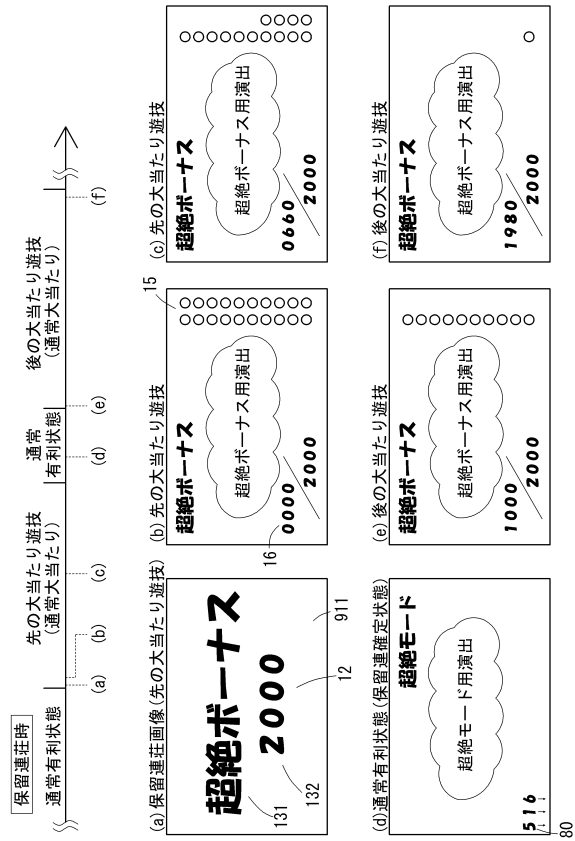 保留連荘時
通常有利状態
先の大当たり遊技
(通常大当たり)
通常
有利状態
後の大当たり遊技
(通常大当たり)
(a)
(b)
(c)
(d)
(e)
(f)
(a) 保留連荘画像(先の大当たり遊技)
超絶ボーナス
2000
131
132
12
911
(b) 先の大当たり遊技
15
超絶ボーナス
超絶ボーナス用演出
0000
2000
16
(c) 先の大当たり遊技
超絶ボーナス
超絶ボーナス用演出
0660
2000
(d)通常有利状態(保留連確定状態)
超絶モード
超絶モード用演出
516
↓↓↓
80
(e) 後の大当たり遊技
超絶ボーナス
超絶ボーナス用演出
1000
2000
(f) 後の大当たり遊技
超絶ボーナス
超絶ボーナス用演出
1980
2000